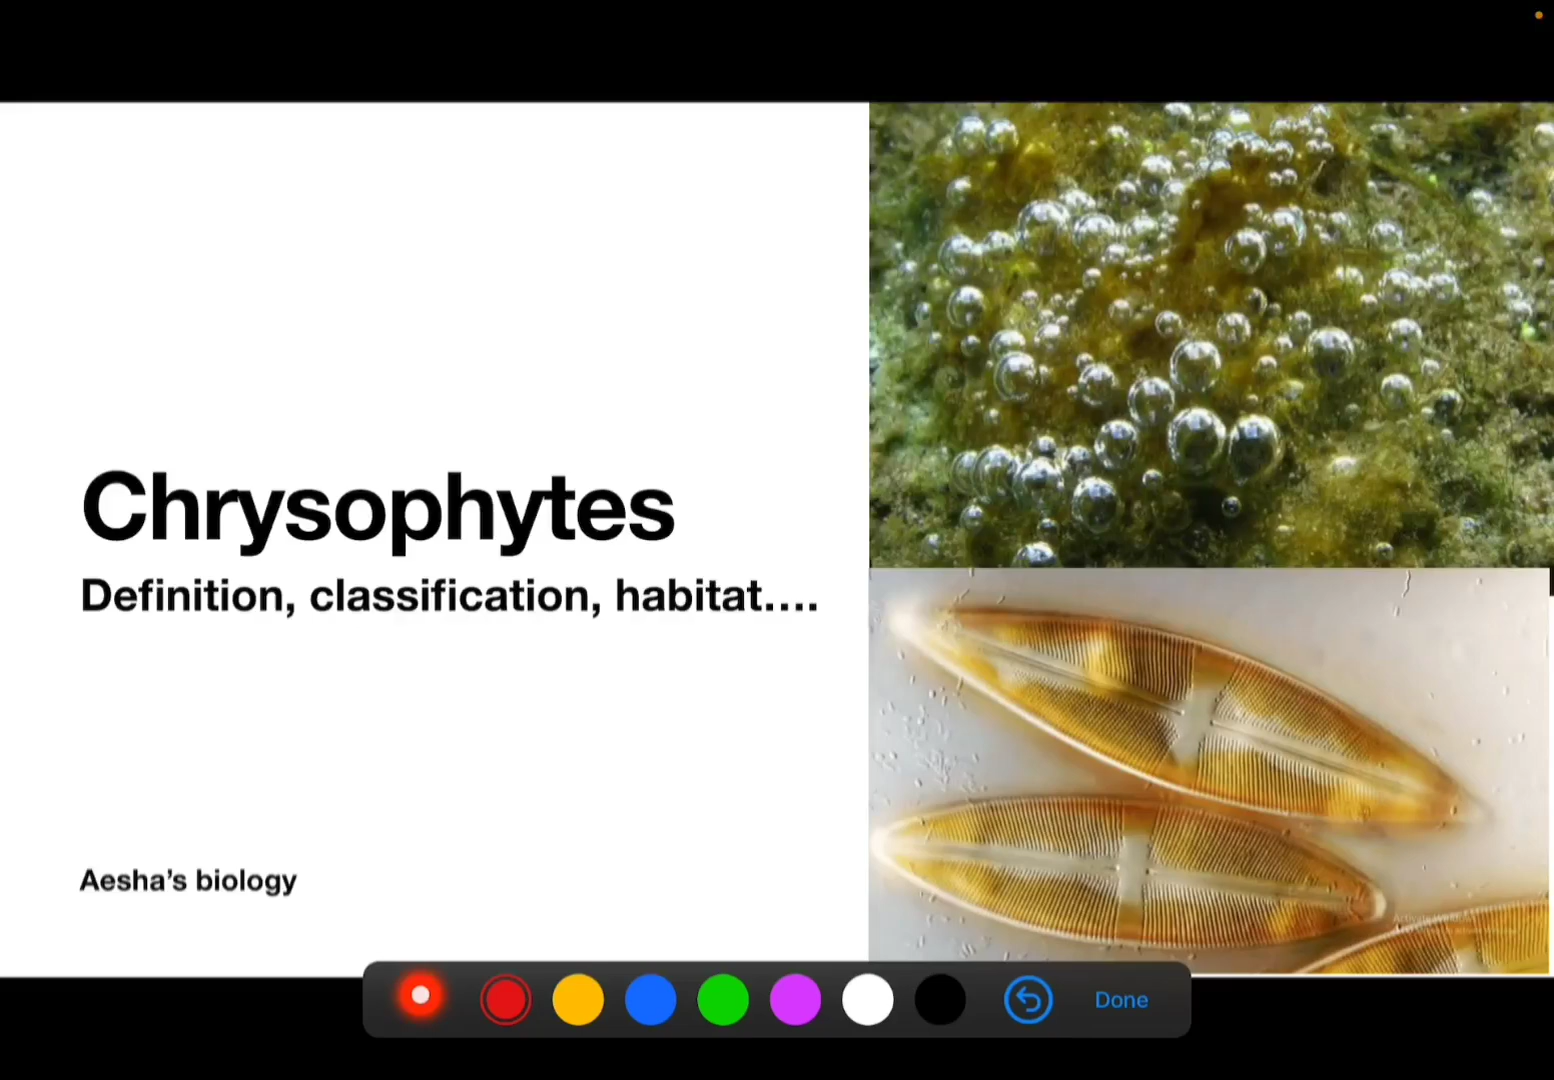 Chrysophytes
Definition, classification, habitat....
Aesha's biology
Done